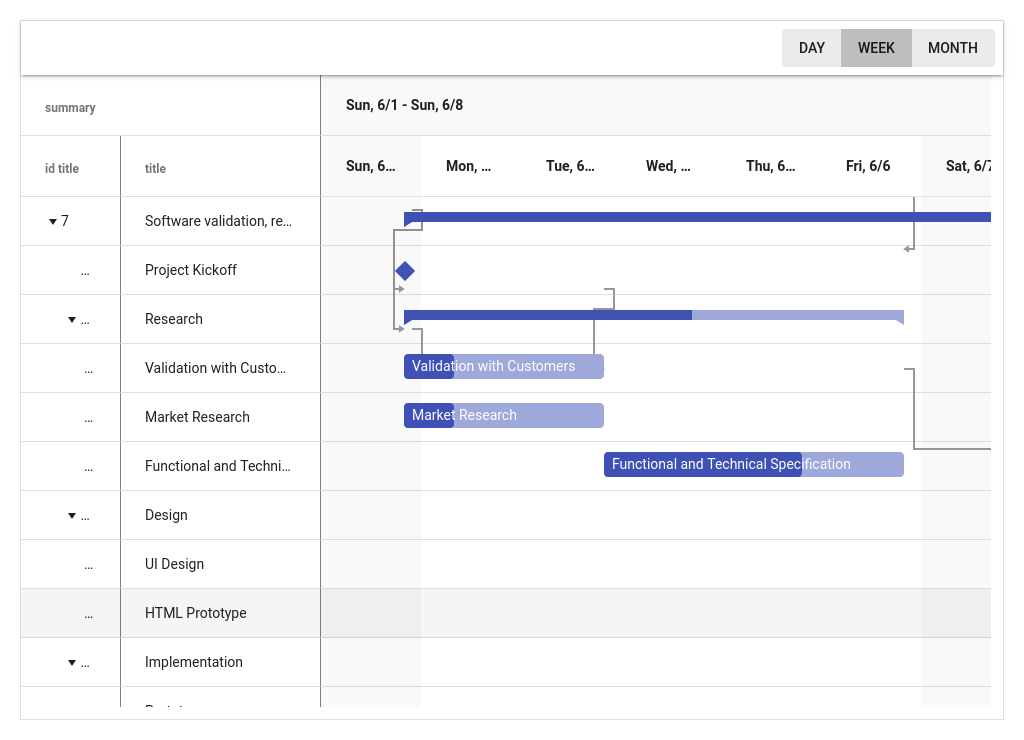 DAY WEEK MONTH
summary
Sun, 6/1 - Sun, 6/8
id title title
Sun, 6... Mon, ... Tue, 6... Wed, ... Thu, 6... Fri, 6/6 Sat, 6/7
7 Software validation, re...
... Project Kickoff
... Research
... Validation with Custo... Validation with Customers
... Market Research Market Research
... Functional and Techni... Functional and Technical Specification
... Design
... UI Design
... HTML Prototype
... Implementation